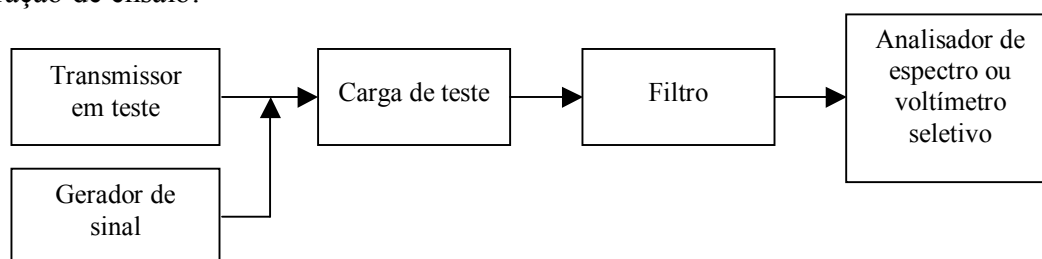 ação de ensaio:
Transmissor
em teste
Carga de teste
Filtro
Analisador de
espectro ou
voltímetro
seletivo
Gerador de
sinal